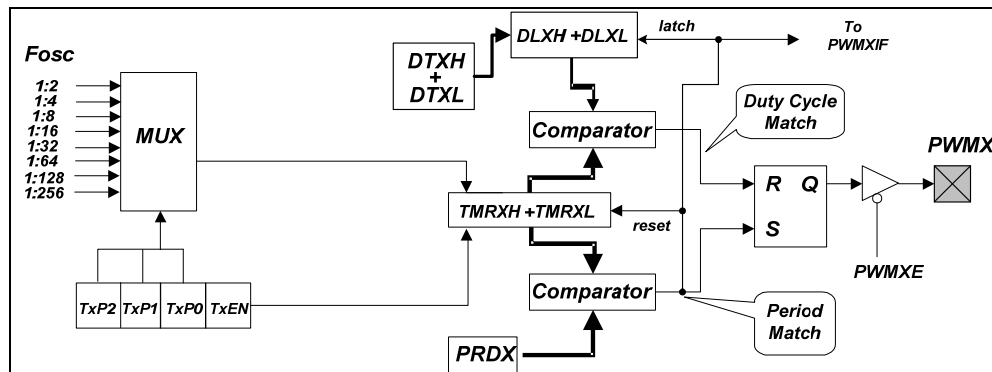 Fosc
1:2
1:4
1:8
1:16
1:32
1:64
1:128
1:256
MUX
TxP2 TxP1 TxP0 TxEN
DTXH
+
DTXL
DLXH +DLXL
latch
To
PWMXIF
Comparator
Duty Cycle
Match
TMRXH +TMRXL
reset
R Q
S
PWMX
PWMXE
Comparator
Period
Match
PRDX